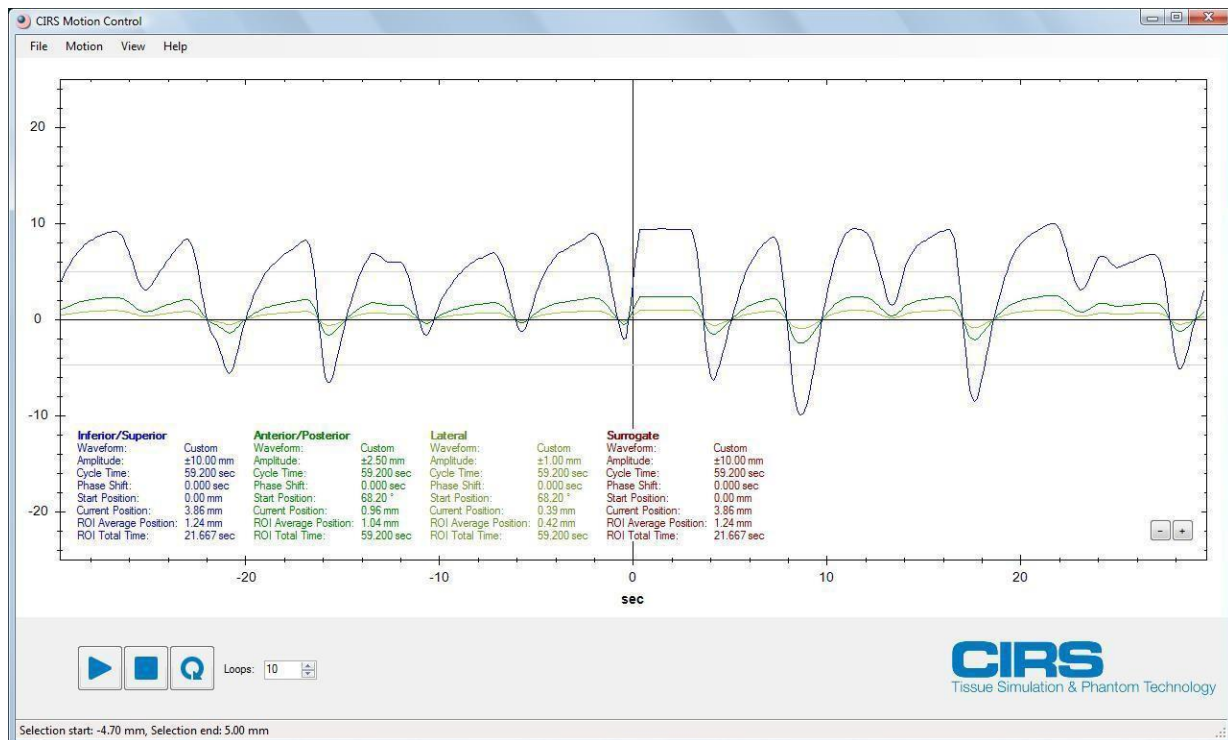 CIRS Motion Control
File Motion View Help
20
10
0
-10
-20
Inferior/Superior
Waveform: Custom
Amplitude: ±10.00 mm
Cycle Time: 59.200 sec
Phase Shift: 0.000 sec
Start Position: 0.00 mm
Current Position: 3.86 mm
ROI Average Position: 1.24 mm
ROI Total Time: 21.667 sec
Anterior/Posterior
Waveform: Custom
Amplitude: ±2.50 mm
Cycle Time: 59.200 sec
Phase Shift: 0.000 sec
Start Position: 68.20 °
Current Position: 0.96 mm
ROI Average Position: 1.04 mm
ROI Total Time: 59.200 sec
Lateral
Waveform: Custom
Amplitude: ±1.00 mm
Cycle Time: 59.200 sec
Phase Shift: 0.000 sec
Start Position: 68.20 °
Current Position: 0.39 mm
ROI Average Position: 0.42 mm
ROI Total Time: 59.200 sec
Surrogate
Waveform: Custom
Amplitude: ±10.00 mm
Cycle Time: 59.200 sec
Phase Shift: 0.000 sec
Start Position: 0.00 mm
Current Position: 3.86 mm
ROI Average Position: 1.24 mm
ROI Total Time: 21.667 sec
- +
-20 -10 0 10 20
sec
Loops: 10
CIRS
Tissue Simulation & Phantom Technology
Selection start: -4.70 mm, Selection end: 5.00 mm